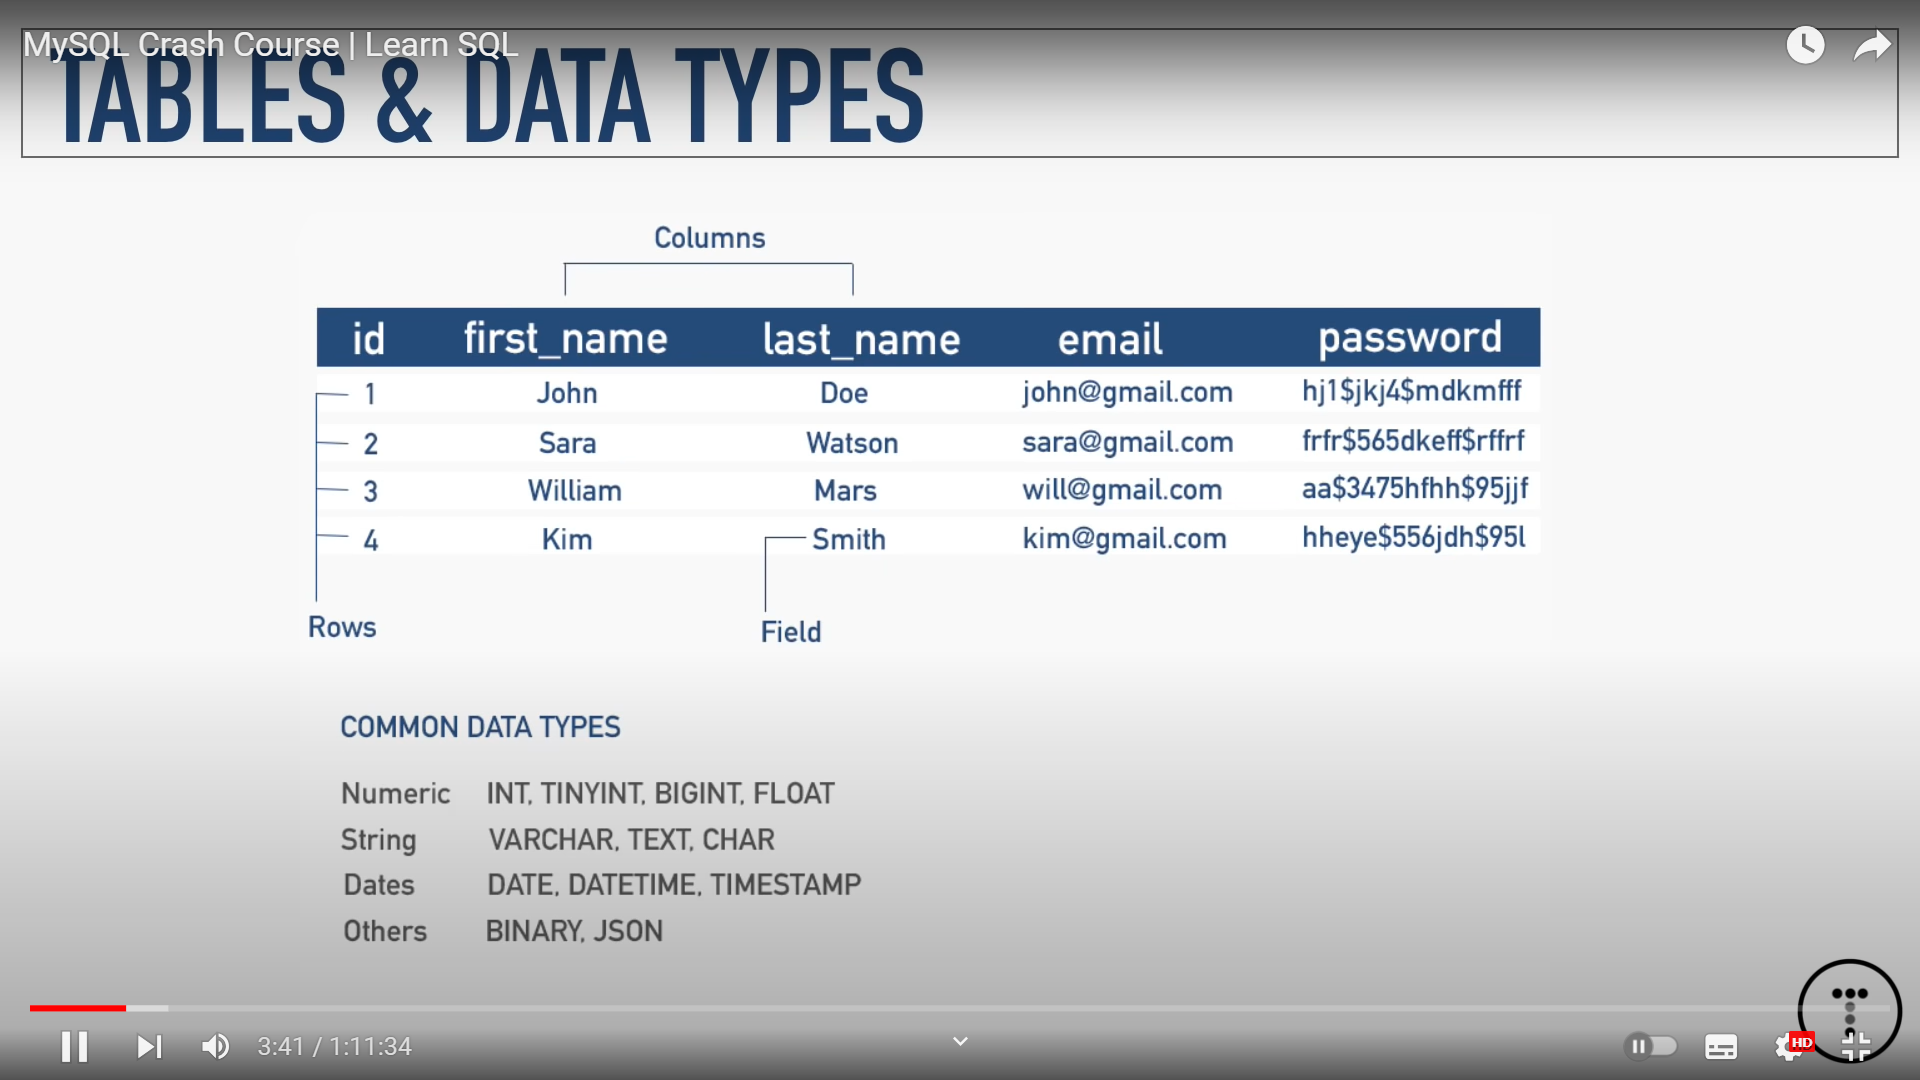 MySQL Crash Course | Learn SQL
TABLES & DATA TYPES
Columns
id first_name last_name email password
1 John Doe john@gmail.com hj1$jkj4$mdkmfff
2 Sara Watson sara@gmail.com frfr$565dkeff$rffrf
3 William Mars will@gmail.com aa$3475hfhh$95jjf
4 Kim Smith kim@gmail.com hheye$556jdh$95l
Rows
Field
COMMON DATA TYPES
Numeric INT, TINYINT, BIGINT, FLOAT
String VARCHAR, TEXT, CHAR
Dates DATE, DATETIME, TIMESTAMP
Others BINARY, JSON
3:41 / 1:11:34
HD